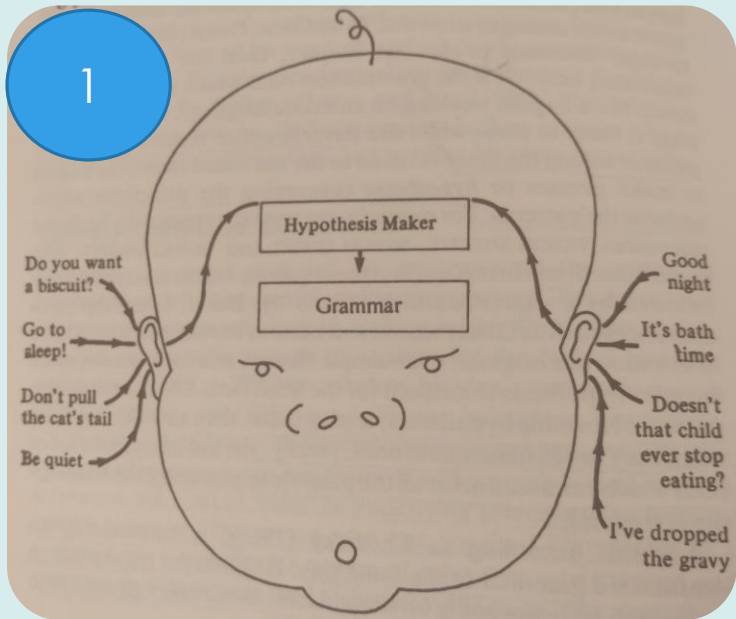 1
Hypothesis Maker
Grammar
Do you want
a biscuit?
Go to
sleep!
Don't pull
the cat's tail
Be quiet
Good
night
It's bath
time
Doesn't
that child
ever stop
eating?
I've dropped
the gravy